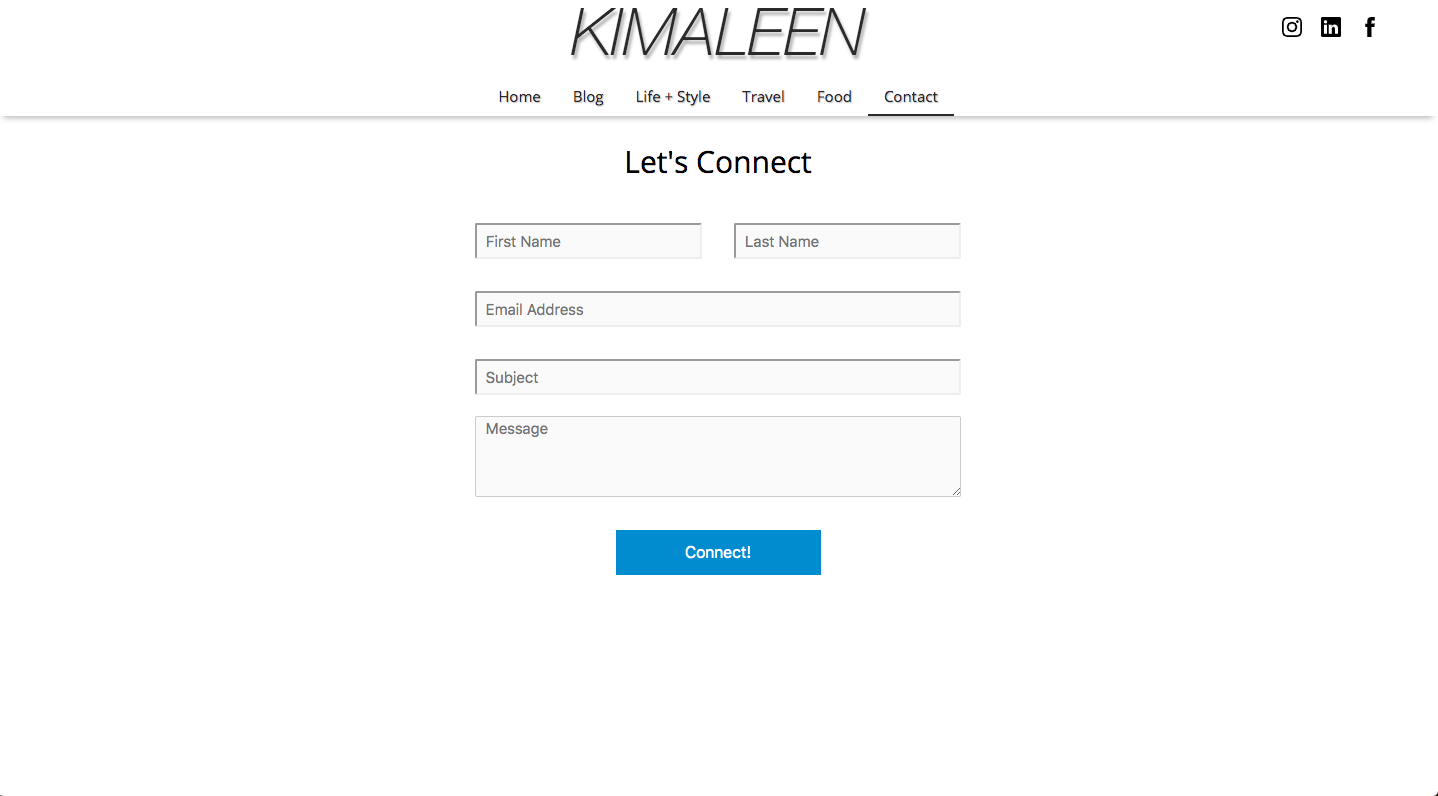 KIMALEEN
Home Blog Life + Style Travel Food Contact
Let's Connect
First Name Last Name
Email Address
Subject
Message
Connect!